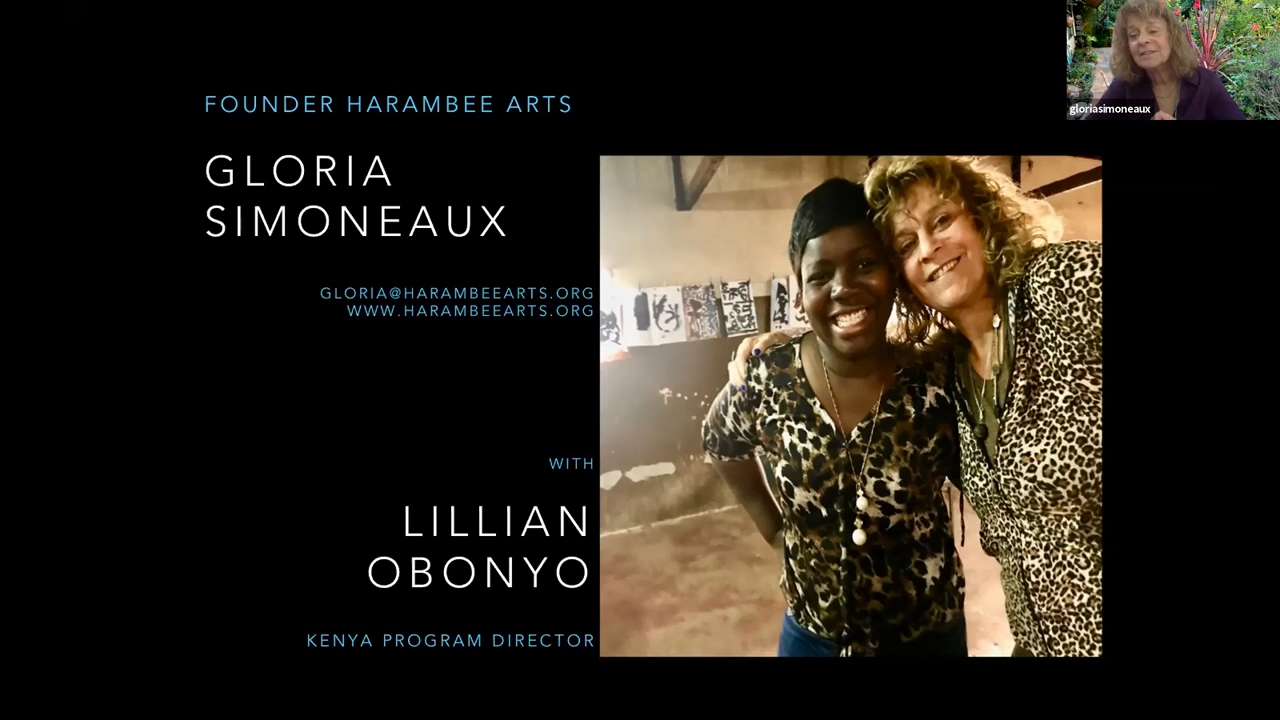 FOUNDER HARAMBEE ARTS
GLORIA
SIMONEAUX
GLORIA@HARAMBEEARTS.ORG
WWW.HARAMBEEARTS.ORG
WITH
LILLIAN
OBONYO
KENYA PROGRAM DIRECTOR
gloriasimoneaux